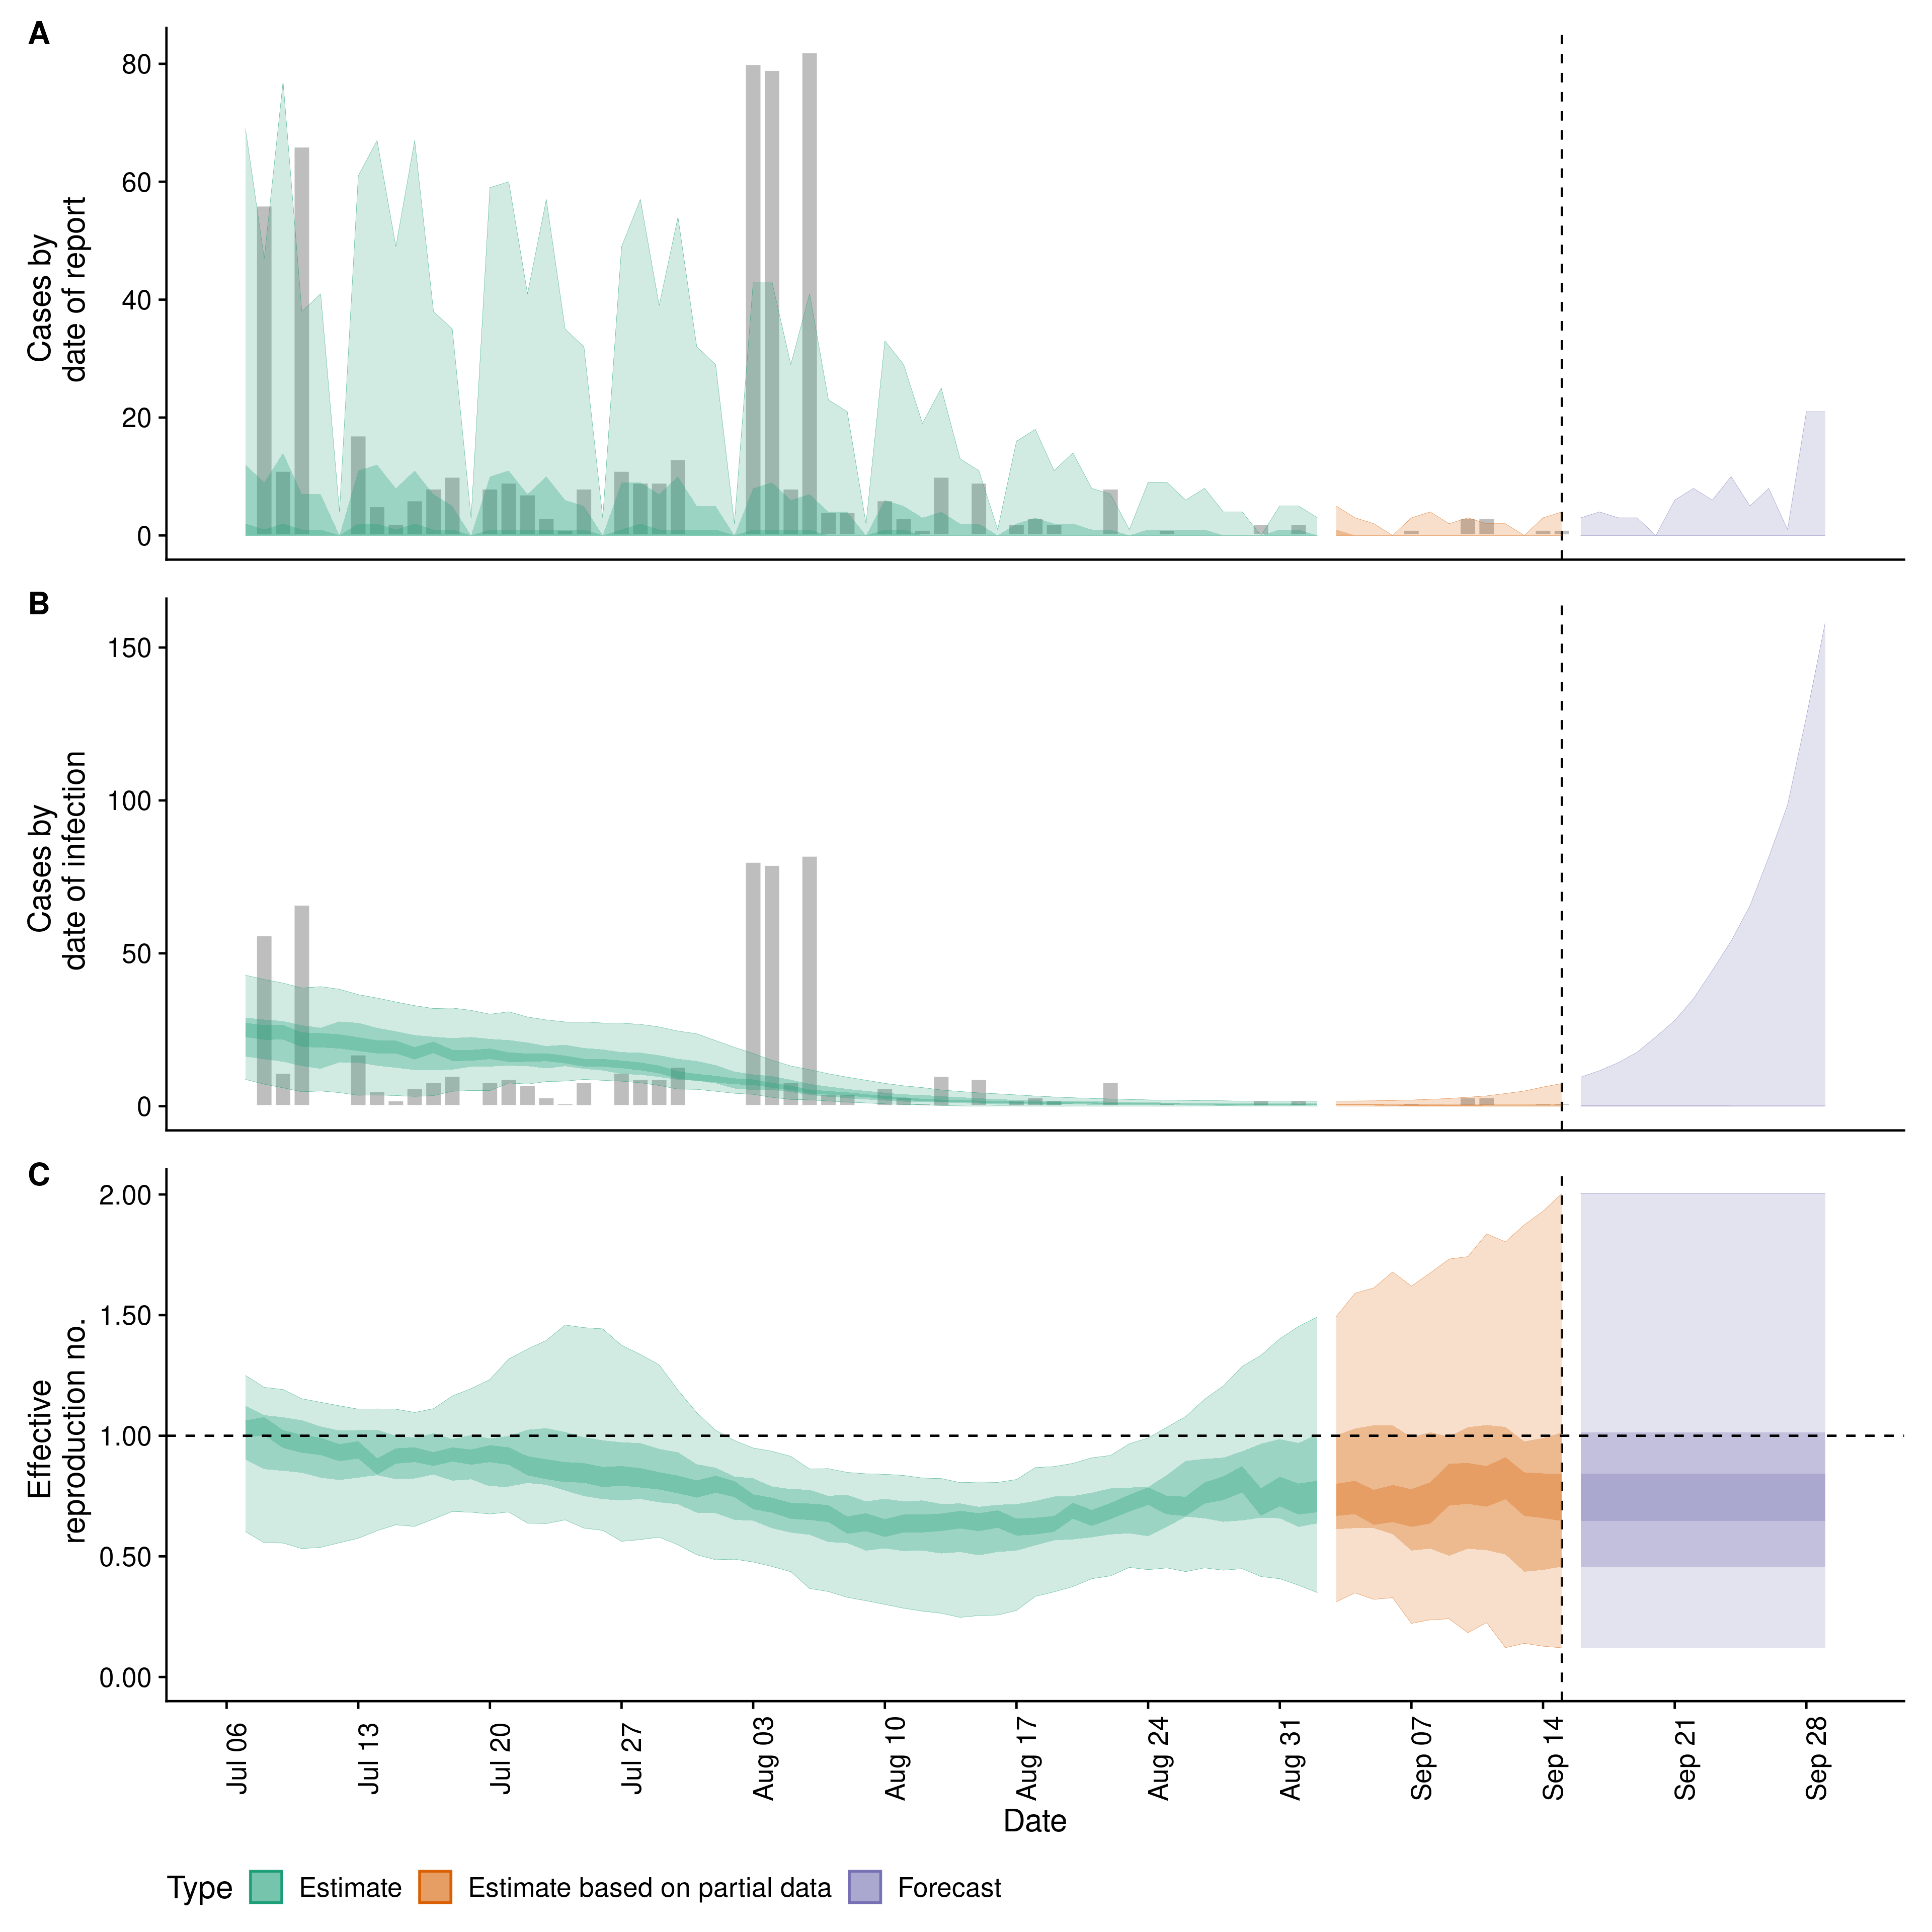 A
80
60
40
20
0
Cases by
date of report
B
150
100
50
0
Cases by
date of infection
C
2.00
1.50
1.00
0.50
0.00
Effective
reproduction no.
Jul 06
Jul 13
Jul 20
Jul 27
Aug 03
Aug 10
Aug 17
Aug 24
Aug 31
Sep 07
Sep 14
Sep 21
Sep 28
Date
Type Estimate Estimate based on partial data Forecast